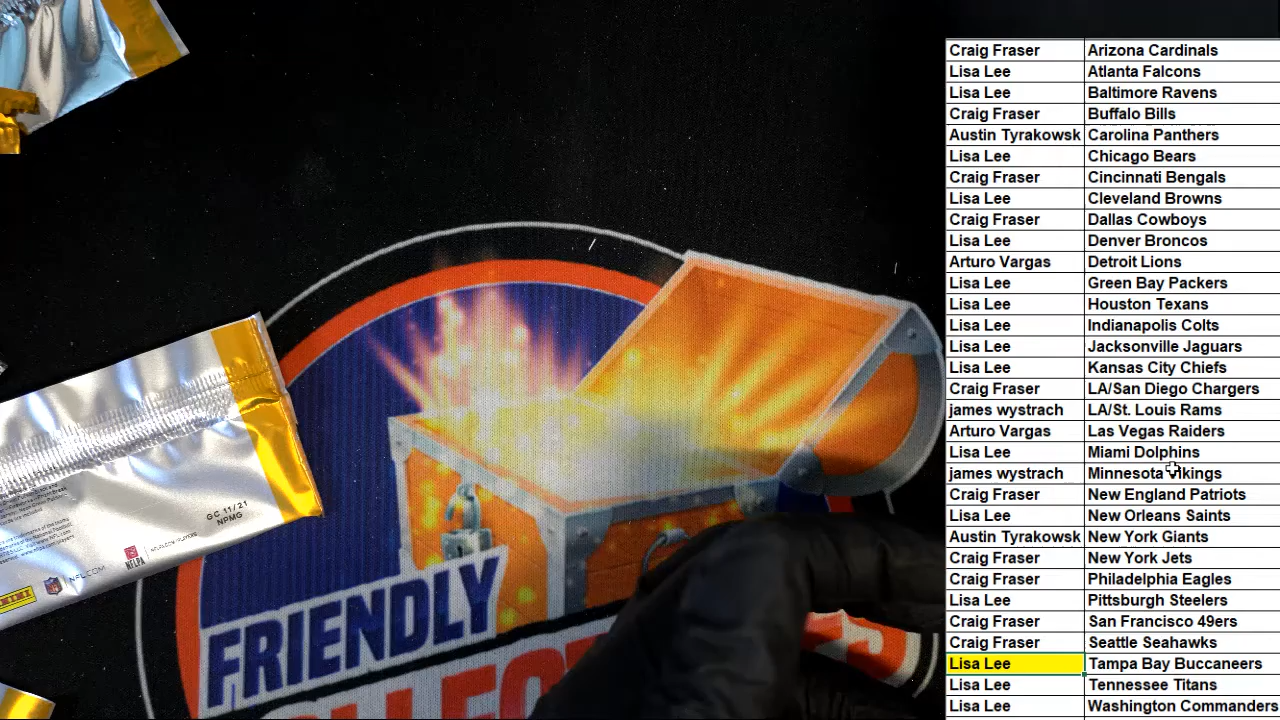 Craig Fraser Arizona Cardinals
Lisa Lee Atlanta Falcons
Lisa Lee Baltimore Ravens
Craig Fraser Buffalo Bills
Austin Tyrakowsk Carolina Panthers
Lisa Lee Chicago Bears
Craig Fraser Cincinnati Bengals
Lisa Lee Cleveland Browns
Craig Fraser Dallas Cowboys
Lisa Lee Denver Broncos
Arturo Vargas Detroit Lions
Lisa Lee Green Bay Packers
Lisa Lee Houston Texans
Lisa Lee Indianapolis Colts
Lisa Lee Jacksonville Jaguars
Lisa Lee Kansas City Chiefs
Craig Fraser LA/San Diego Chargers
james wystrach LA/St. Louis Rams
Arturo Vargas Las Vegas Raiders
Lisa Lee Miami Dolphins
james wystrach Minnesota Vikings
Craig Fraser New England Patriots
Lisa Lee New Orleans Saints
Austin Tyrakowsk New York Giants
Craig Fraser New York Jets
Craig Fraser Philadelphia Eagles
Lisa Lee Pittsburgh Steelers
Craig Fraser San Francisco 49ers
Craig Fraser Seattle Seahawks
Lisa Lee Tampa Bay Buccaneers
Lisa Lee Tennessee Titans
Lisa Lee Washington Commanders
GC 11/21
NPMG
NFLPA
NFL.COM
PANINI
FRIENDLY